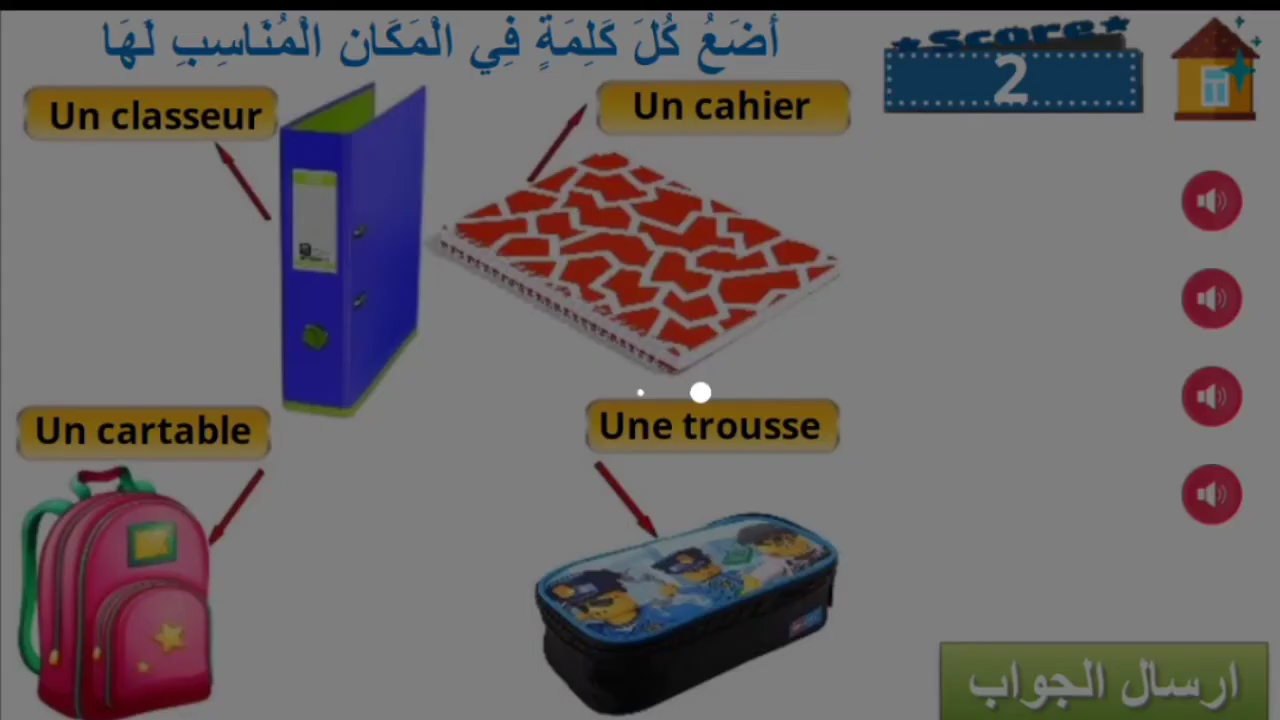 أَضَعُ كُلَ كَلِمَةٍ فِي الْمَكَان الْمُنَاسِبِ لَهَا
Score
2
Un classeur
Un cahier
Un cartable
Une trousse
ارسال الجواب